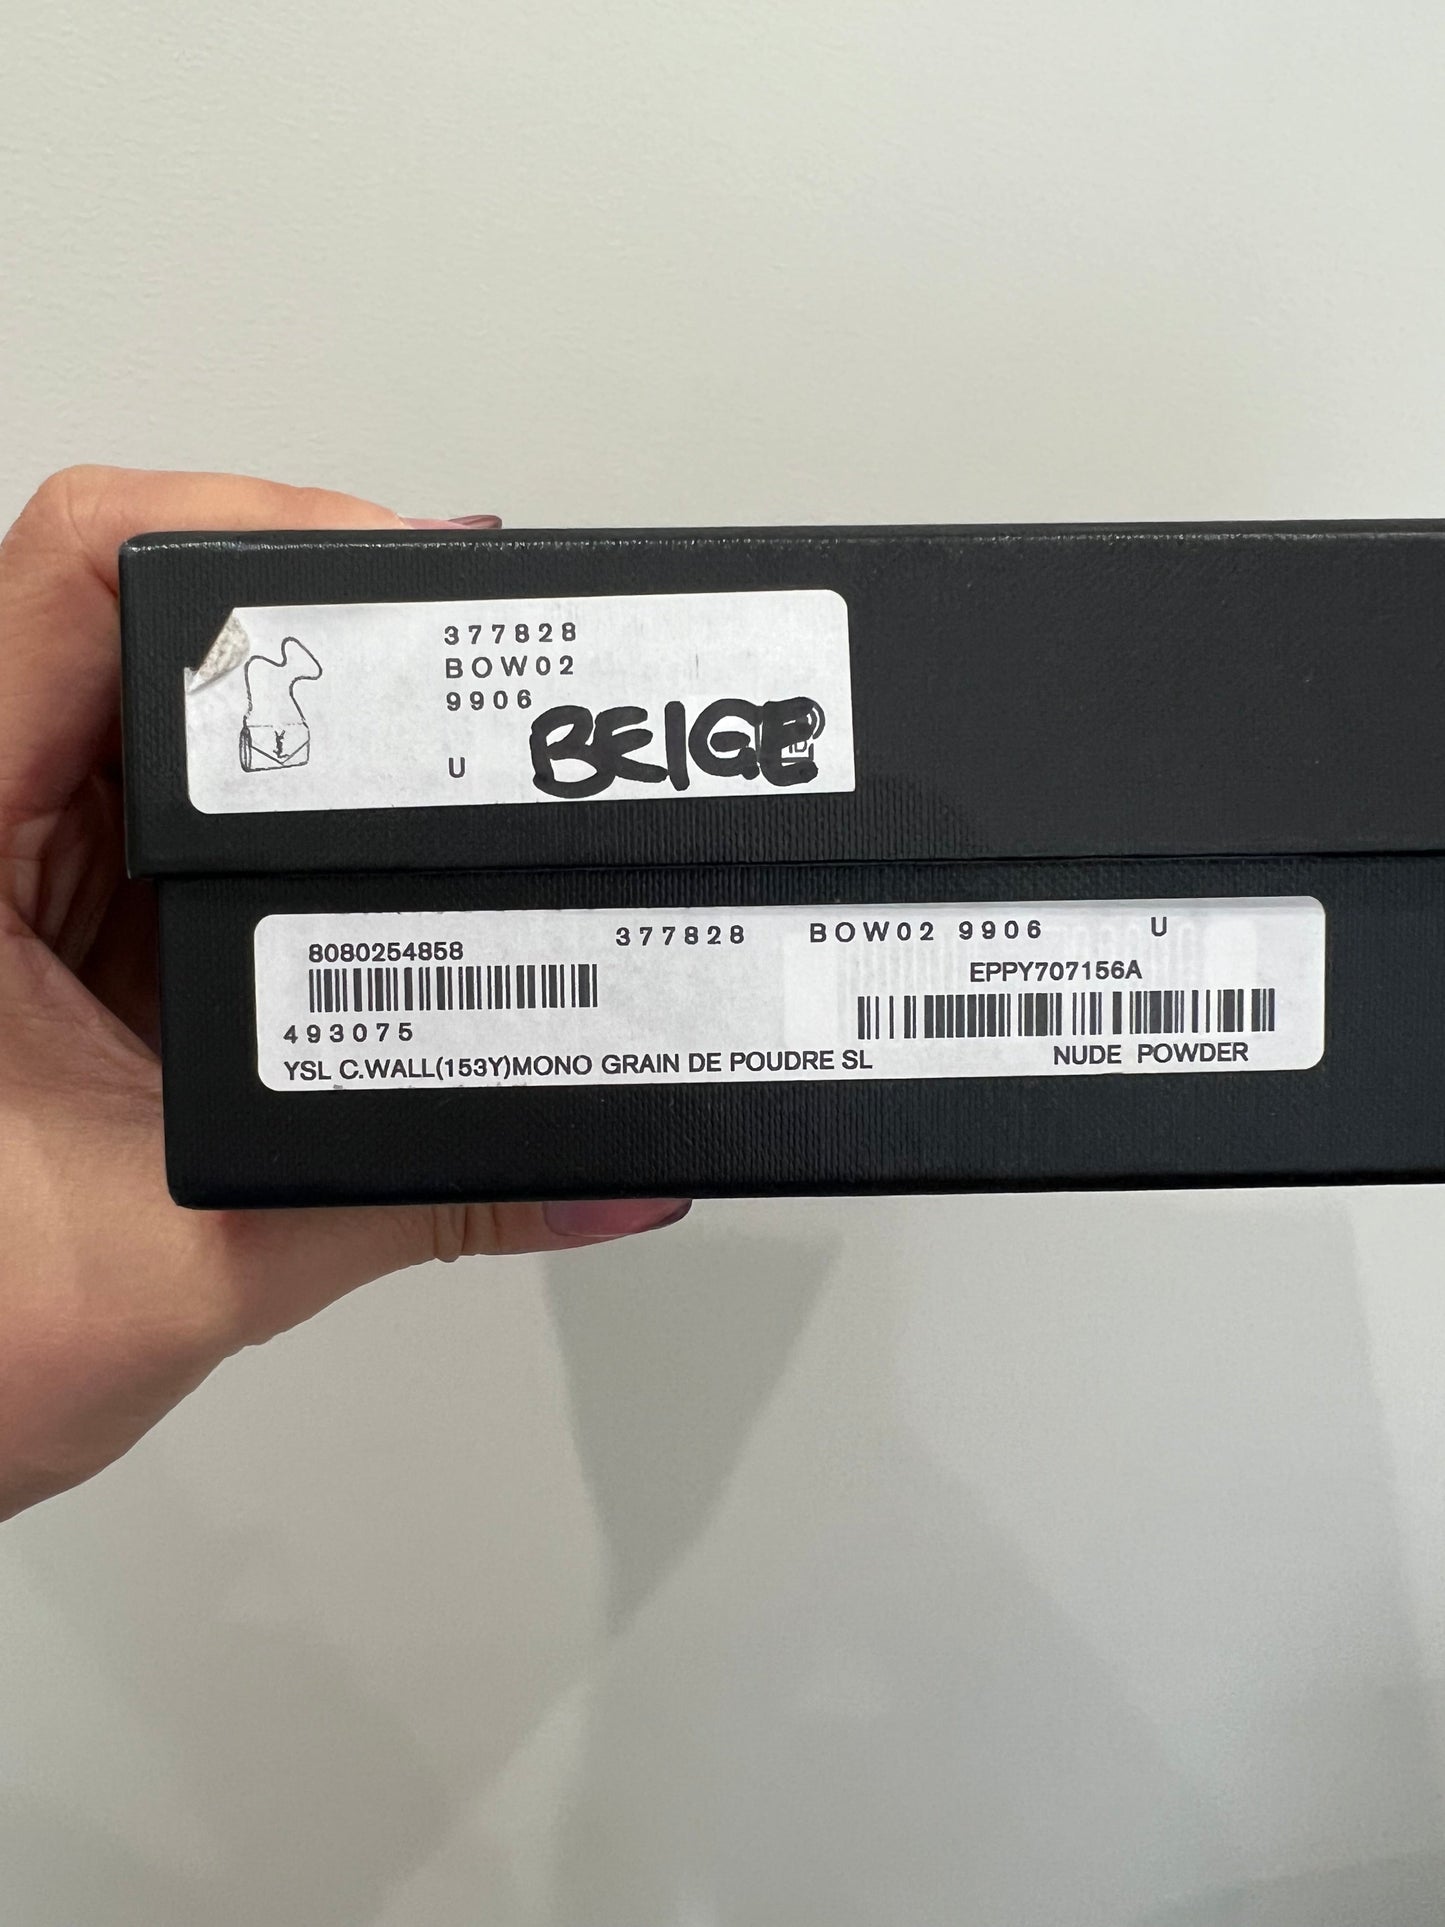 377828
BOW02
9906
U
BEIGE
377828 BOW02 9906 U
8080254858
EPPY707156A
493075
YSL C.WALL(153Y)MONO GRAIN DE POUDRE SL
NUDE POWDER